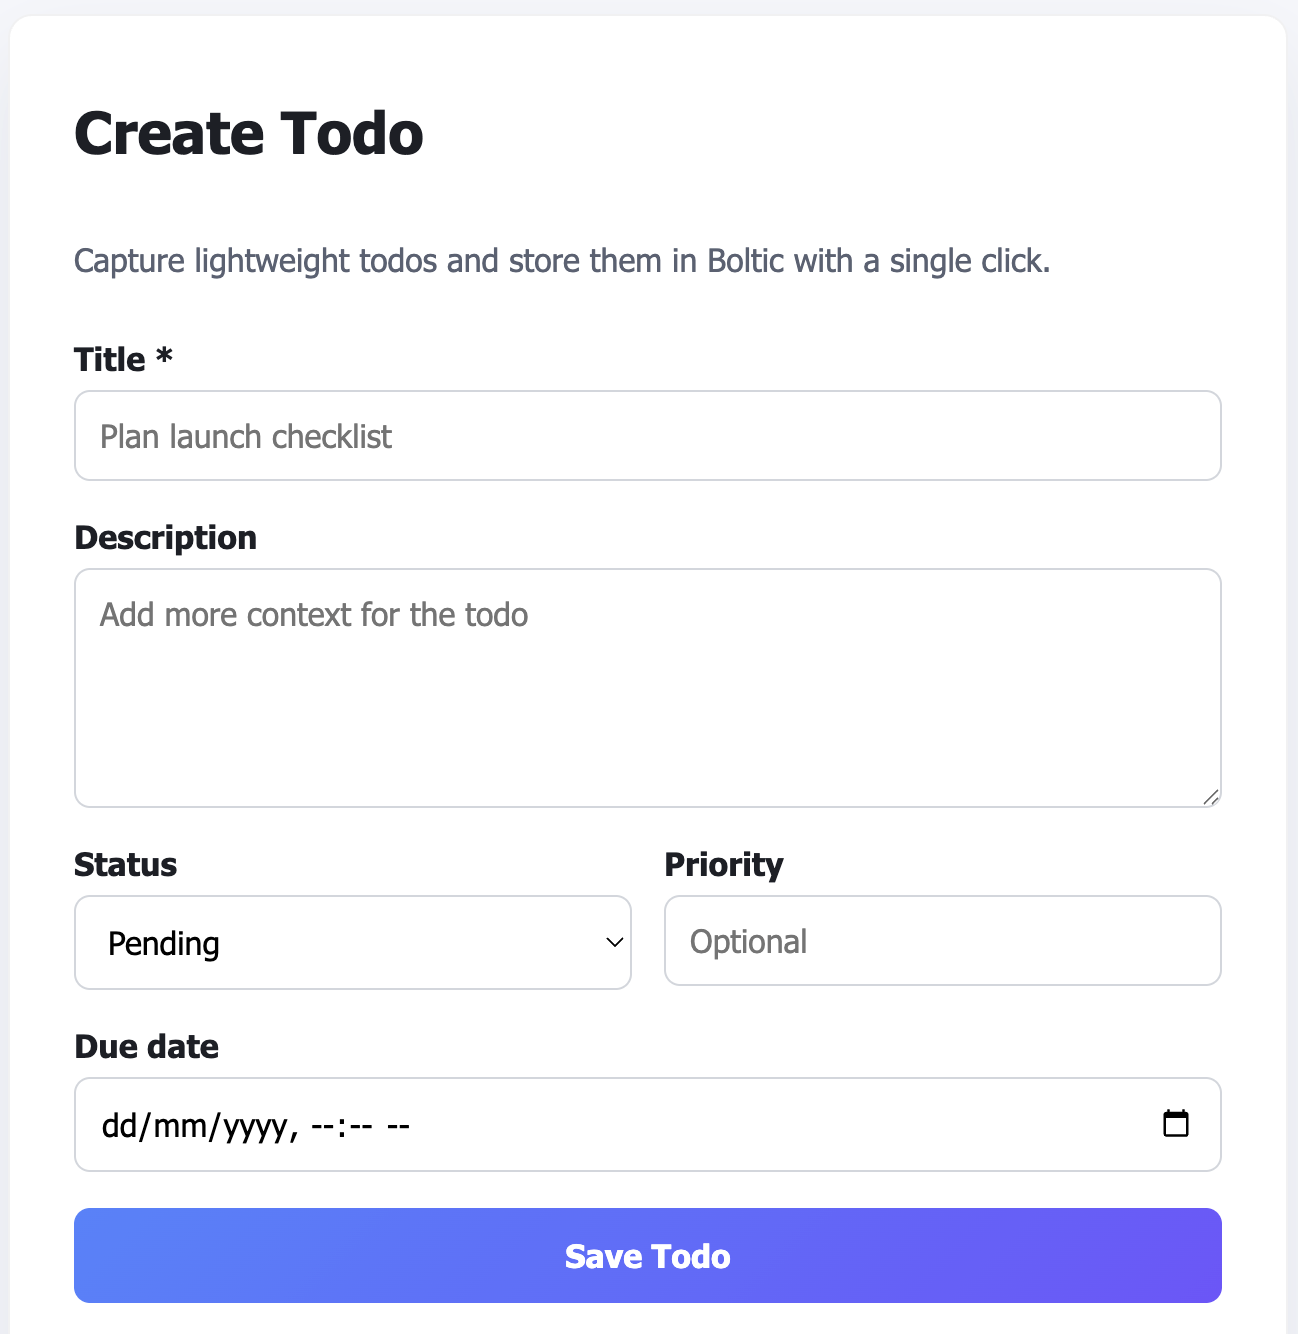 Create Todo
Capture lightweight todos and store them in Boltic with a single click.
Title *
Plan launch checklist
Description
Add more context for the todo
Status
Priority
Pending
Optional
Due date
dd/mm/yyyy, --:-- --
Save Todo